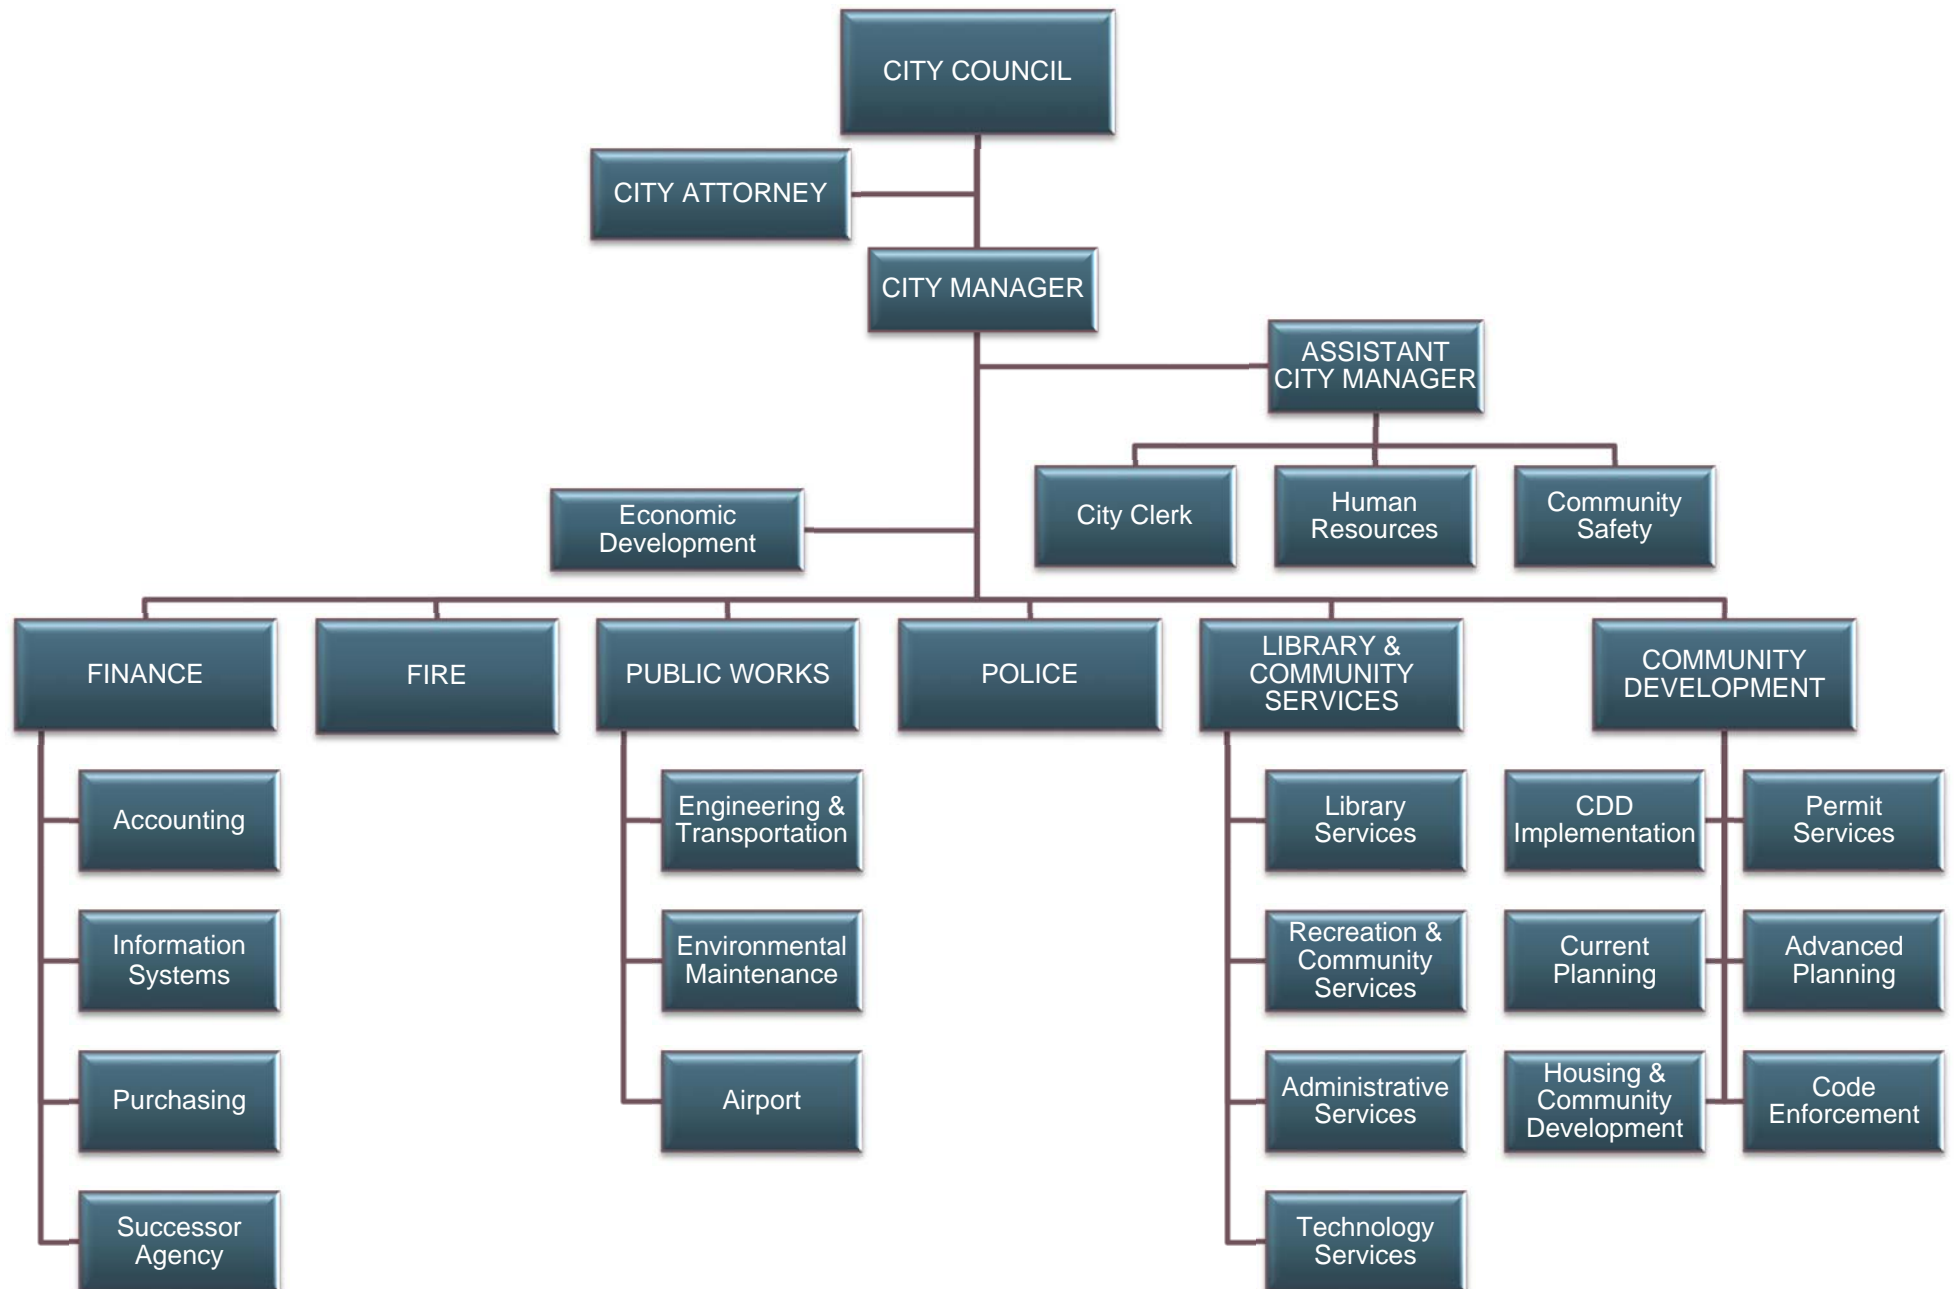 CITY COUNCIL
CITY ATTORNEY
CITY MANAGER
ASSISTANT
CITY MANAGER
City Clerk
Human
Resources
Community
Safety
Economic
Development
FINANCE
FIRE
PUBLIC WORKS
POLICE
LIBRARY &
COMMUNITY
SERVICES
COMMUNITY
DEVELOPMENT
Accounting
Information
Systems
Purchasing
Successor
Agency
Engineering &
Transportation
Environmental
Maintenance
Airport
Library
Services
Recreation &
Community
Services
Administrative
Services
Technology
Services
CDD
Implementation
Permit
Services
Current
Planning
Advanced
Planning
Housing &
Community
Development
Code
Enforcement